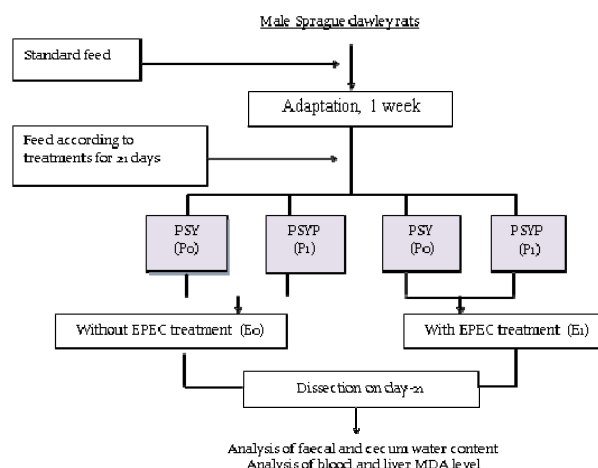 Male Sprague dawley rats
Standard feed
Adaptation, 1 week
Feed according to
treatments for 21 days
PSY
(P0)
PSYP
(P1)
PSY
(P0)
PSYP
(P1)
Without EPEC treatment (E0)
With EPEC treatment (E1)
Dissection on day-21
Analysis of faecal and cecum water content
Analysis of blood and liver MDA level